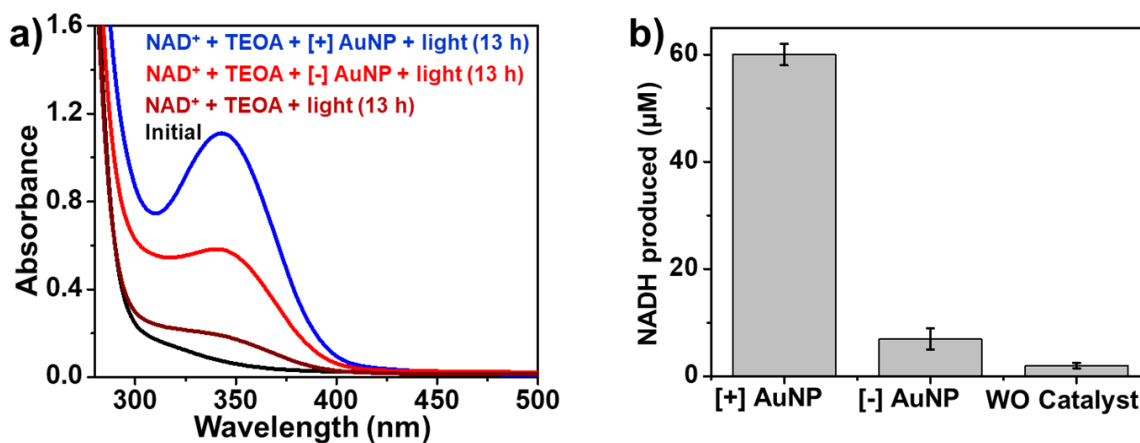 a)
NAD⁺ + TEOA + [+] AuNP + light (13 h)
NAD⁺ + TEOA + [-] AuNP + light (13 h)
NAD⁺ + TEOA + light (13 h)
Initial
Absorbance
1.6
1.2
0.8
0.4
0.0
300 350 400 450 500
Wavelength (nm)
b)
NADH produced (µM)
60
40
20
0
[+] AuNP [-] AuNP WO Catalyst